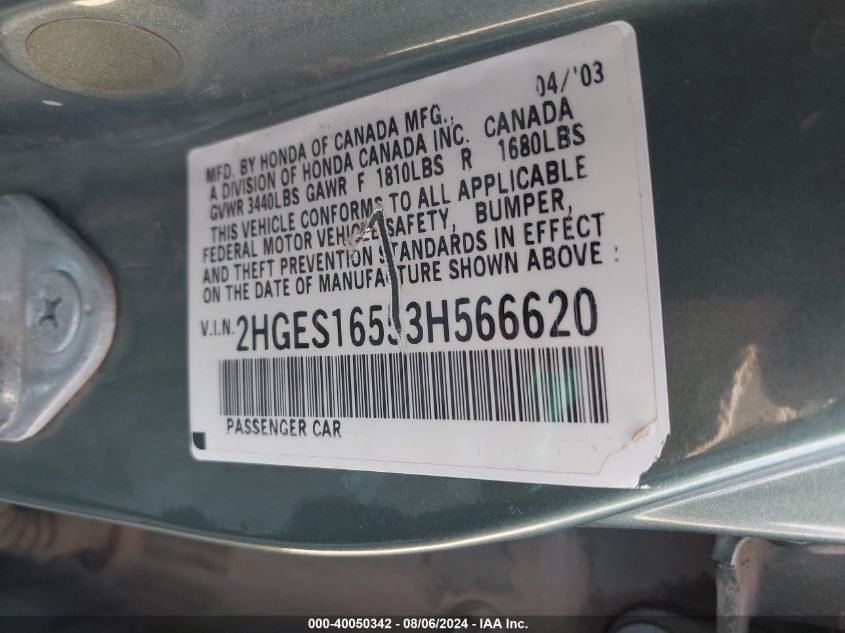 04/'03
MFD. BY HONDA OF CANADA MFG.,
A DIVISION OF HONDA CANADA INC. CANADA
GVWR 3440LBS GAWR F 1810LBS R 1680LBS
THIS VEHICLE CONFORMS TO ALL APPLICABLE
FEDERAL MOTOR VEHICLE SAFETY, BUMPER,
AND THEFT PREVENTION STANDARDS IN EFFECT
ON THE DATE OF MANUFACTURE SHOWN ABOVE :
V.I.N. 2HGES16553H566620
PASSENGER CAR
000-40050342 - 08/06/2024 - IAA Inc.